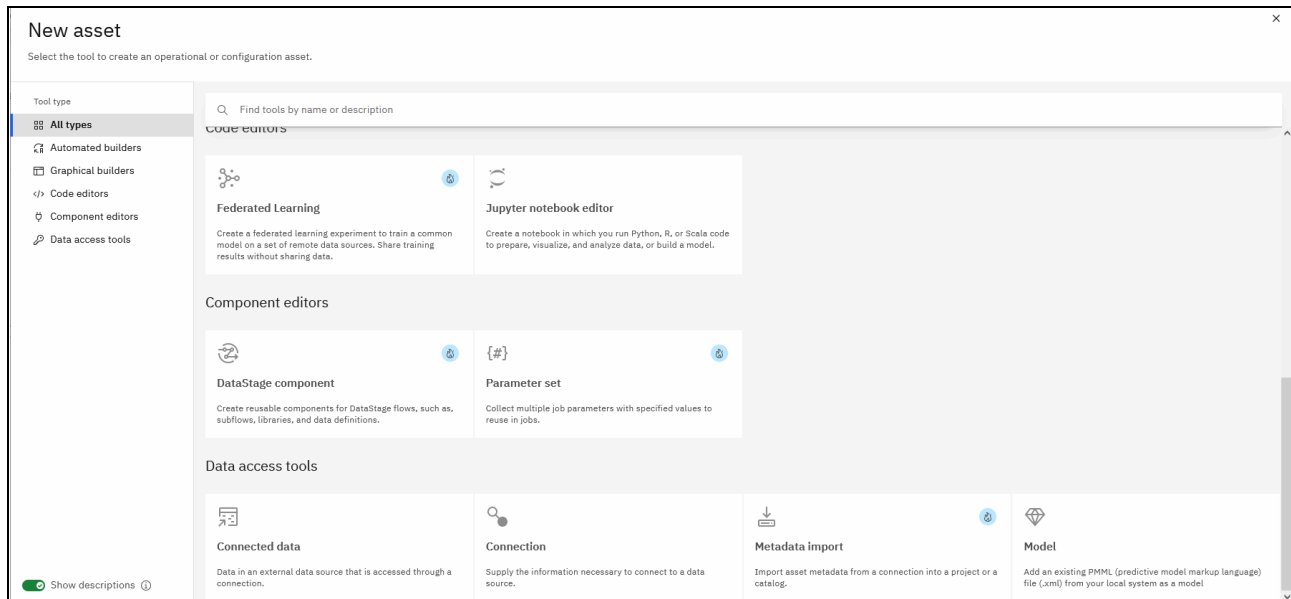 New asset
Select the tool to create an operational or configuration asset.
Tool type
All types
Automated builders
Graphical builders
Code editors
Component editors
Data access tools
Show descriptions
Find tools by name or description
Code editors
Federated Learning
Create a federated learning experiment to train a common
model on a set of remote data sources. Share training
results without sharing data.
Jupyter notebook editor
Create a notebook in which you run Python, R, or Scala code
to prepare, visualize, and analyze data, or build a model.
Component editors
DataStage component
Create reusable components for DataStage flows, such as,
subflows, libraries, and data definitions.
{#}
Parameter set
Collect multiple job parameters with specified values to
reuse in jobs.
Data access tools
Connected data
Data in an external data source that is accessed through a
connection.
Connection
Supply the information necessary to connect to a data
source.
Metadata import
Import asset metadata from a connection into a project or a
catalog.
Model
Add an existing PMML (predictive model markup language)
file (.xml) from your local system as a model